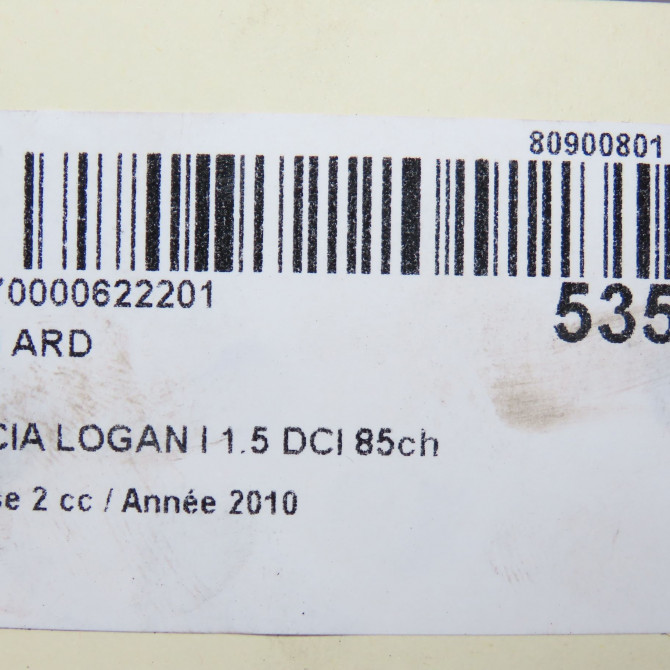 80900801
70000622201
535
ARD
CIA LOGAN I 1.5 DCI 85ch
se 2 cc / Année 2010